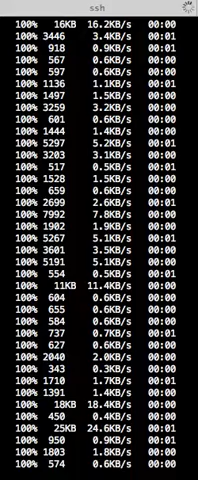 ssh
100% 16KB 16.2KB/s 00:00
100% 3446 3.4KB/s 00:01
100% 918 0.9KB/s 00:01
100% 567 0.6KB/s 00:00
100% 597 0.6KB/s 00:00
100% 1136 1.1KB/s 00:01
100% 1497 1.5KB/s 00:00
100% 3259 3.2KB/s 00:00
100% 601 0.6KB/s 00:00
100% 1444 1.4KB/s 00:00
100% 5297 5.2KB/s 00:01
100% 3203 3.1KB/s 00:00
100% 517 0.5KB/s 00:01
100% 1528 1.5KB/s 00:00
100% 659 0.6KB/s 00:00
100% 2699 2.6KB/s 00:01
100% 7992 7.8KB/s 00:00
100% 1902 1.9KB/s 00:00
100% 5267 5.1KB/s 00:01
100% 3601 3.5KB/s 00:00
100% 5191 5.1KB/s 00:00
100% 554 0.5KB/s 00:01
100% 11KB 11.4KB/s 00:00
100% 604 0.6KB/s 00:00
100% 655 0.6KB/s 00:00
100% 584 0.6KB/s 00:00
100% 737 0.7KB/s 00:01
100% 627 0.6KB/s 00:00
100% 2040 2.0KB/s 00:00
100% 343 0.3KB/s 00:00
100% 1710 1.7KB/s 00:01
100% 1391 1.4KB/s 00:00
100% 18KB 18.4KB/s 00:00
100% 450 0.4KB/s 00:00
100% 25KB 24.6KB/s 00:01
100% 950 0.9KB/s 00:01
100% 1803 1.8KB/s 00:00
100% 574 0.6KB/s 00:00